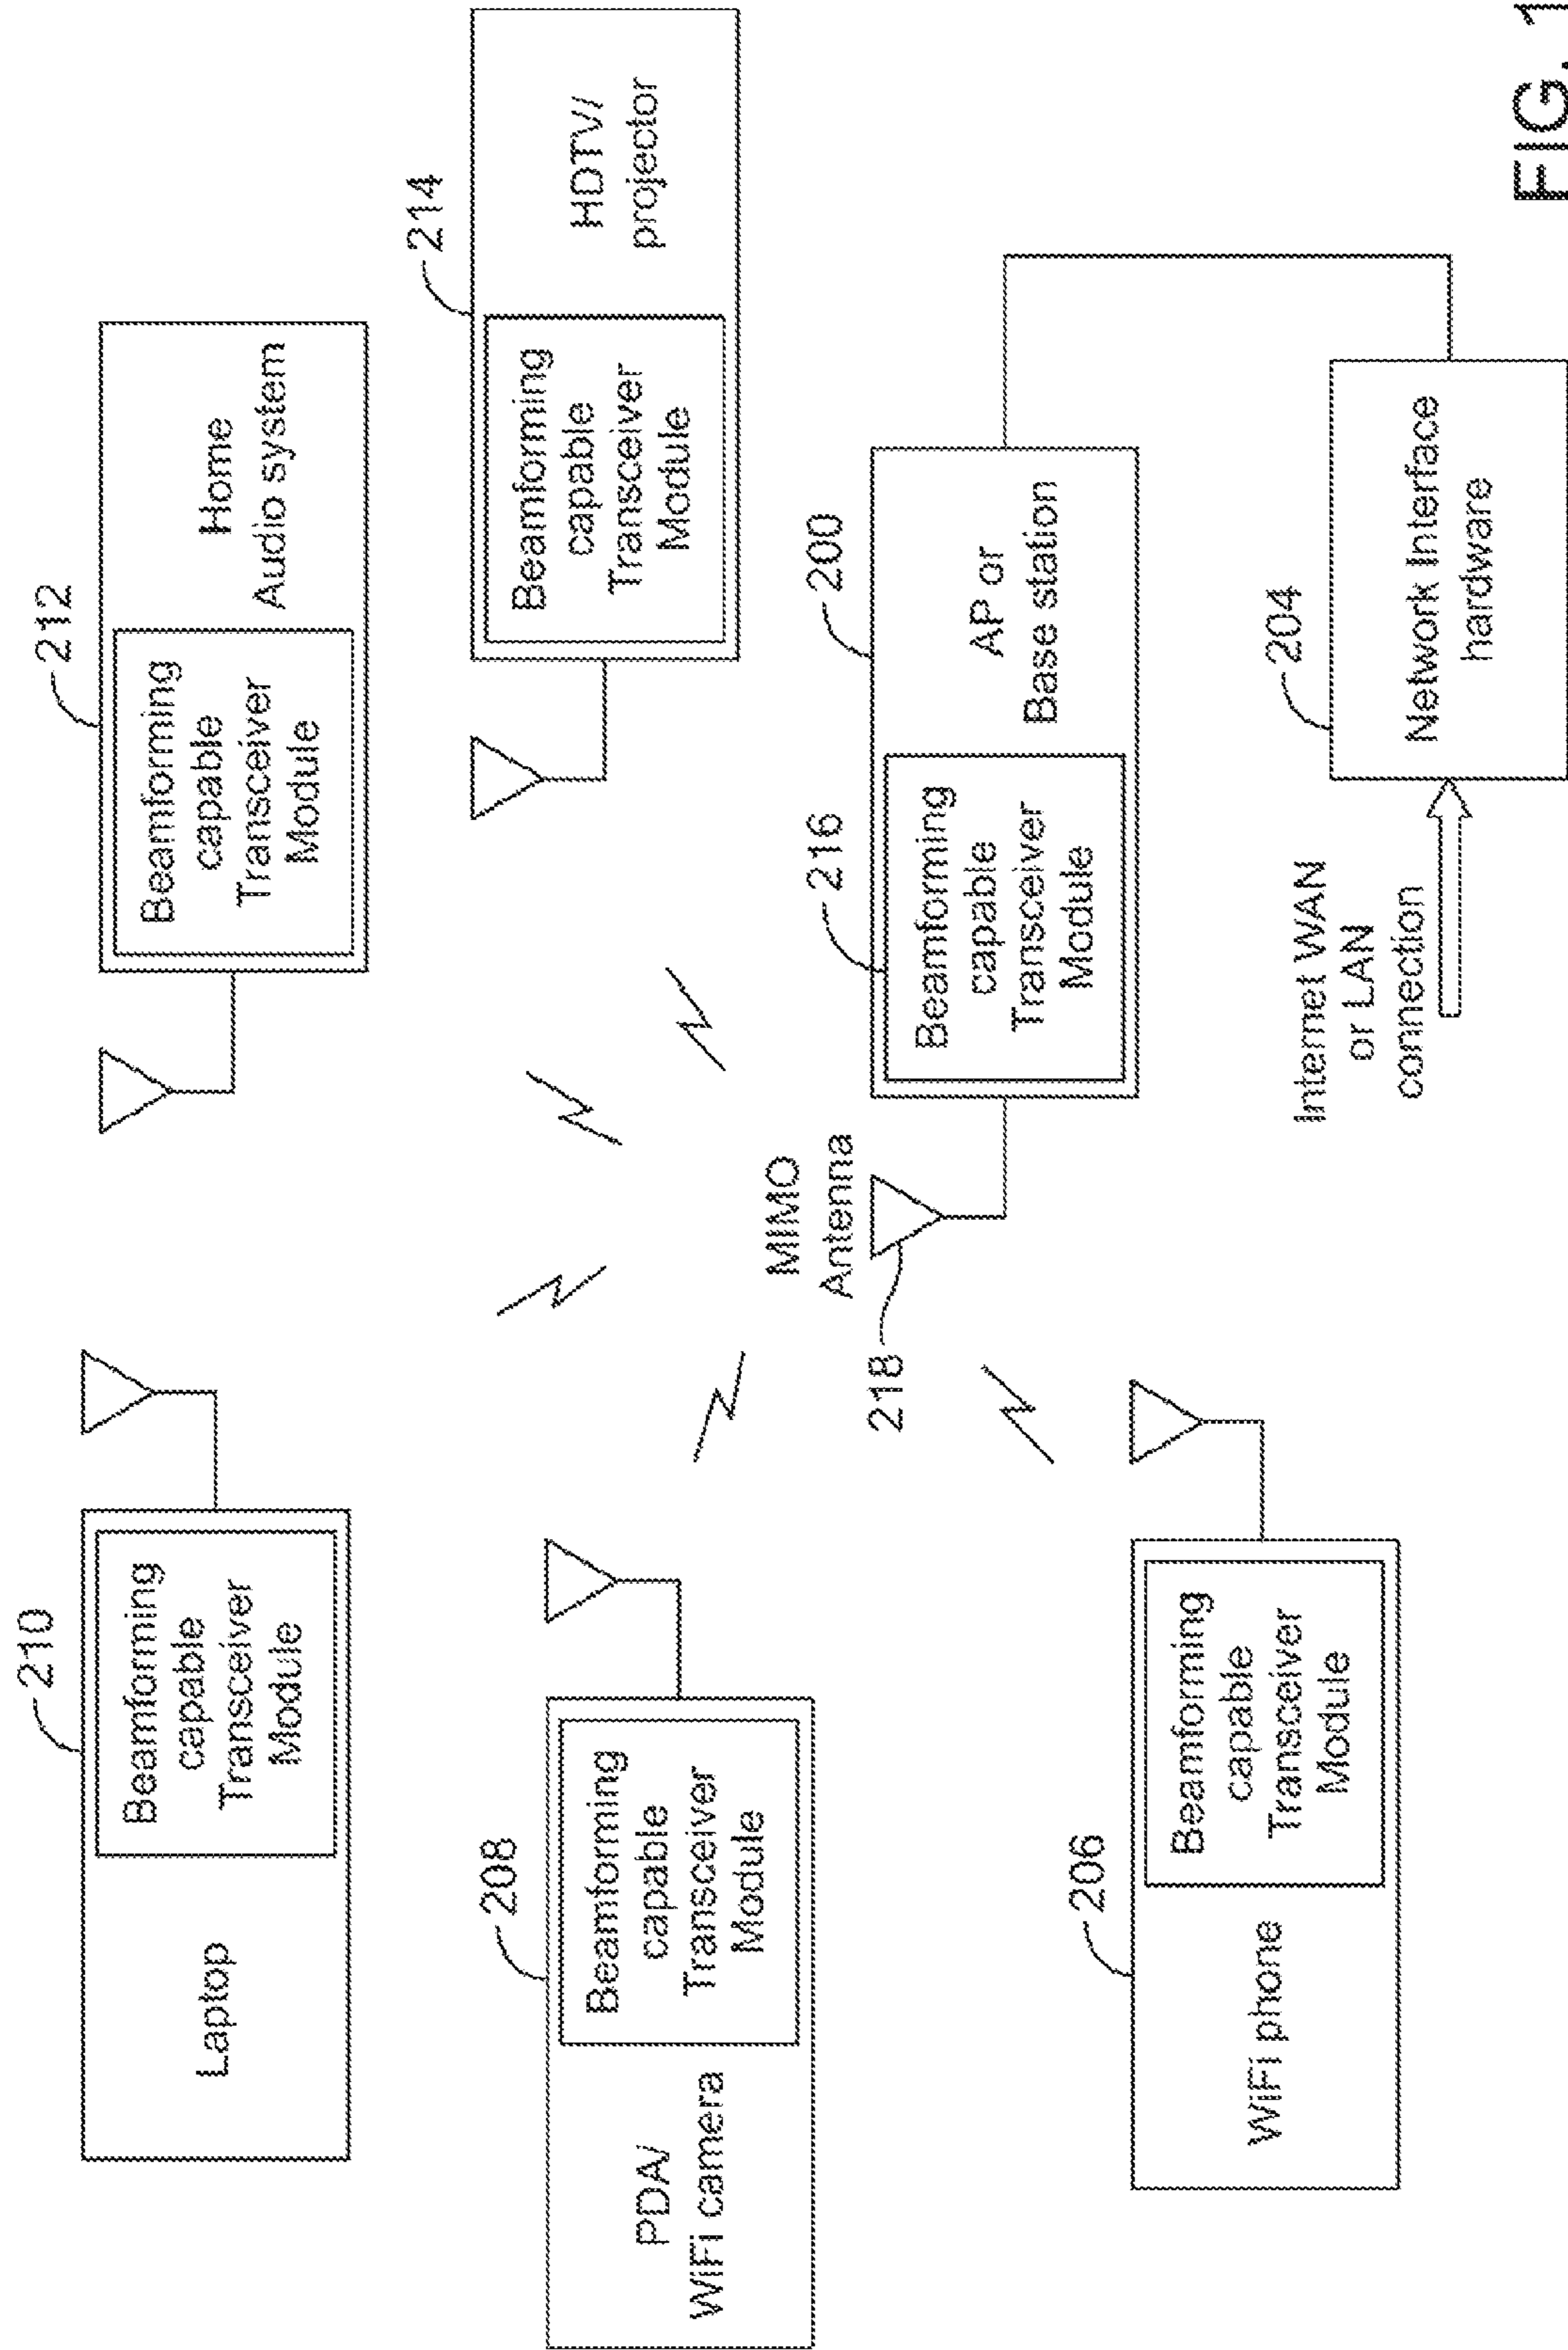 210
Laptop
Beamforming
capable
Transceiver
Module
212
Beamforming
capable
Transceiver
Module
Home
Audio system
208
PDA/
WiFi camera
Beamforming
capable
Transceiver
Module
214
Beamforming
capable
Transceiver
Module
HDTV/
projector
MIMO
Antenna
218
216
200
Beamforming
capable
Transceiver
Module
AP or
Base station
206
WiFi phone
Beamforming
capable
Transceiver
Module
Internet WAN
or LAN
connection
204
Network Interface
hardware
FIG. 1